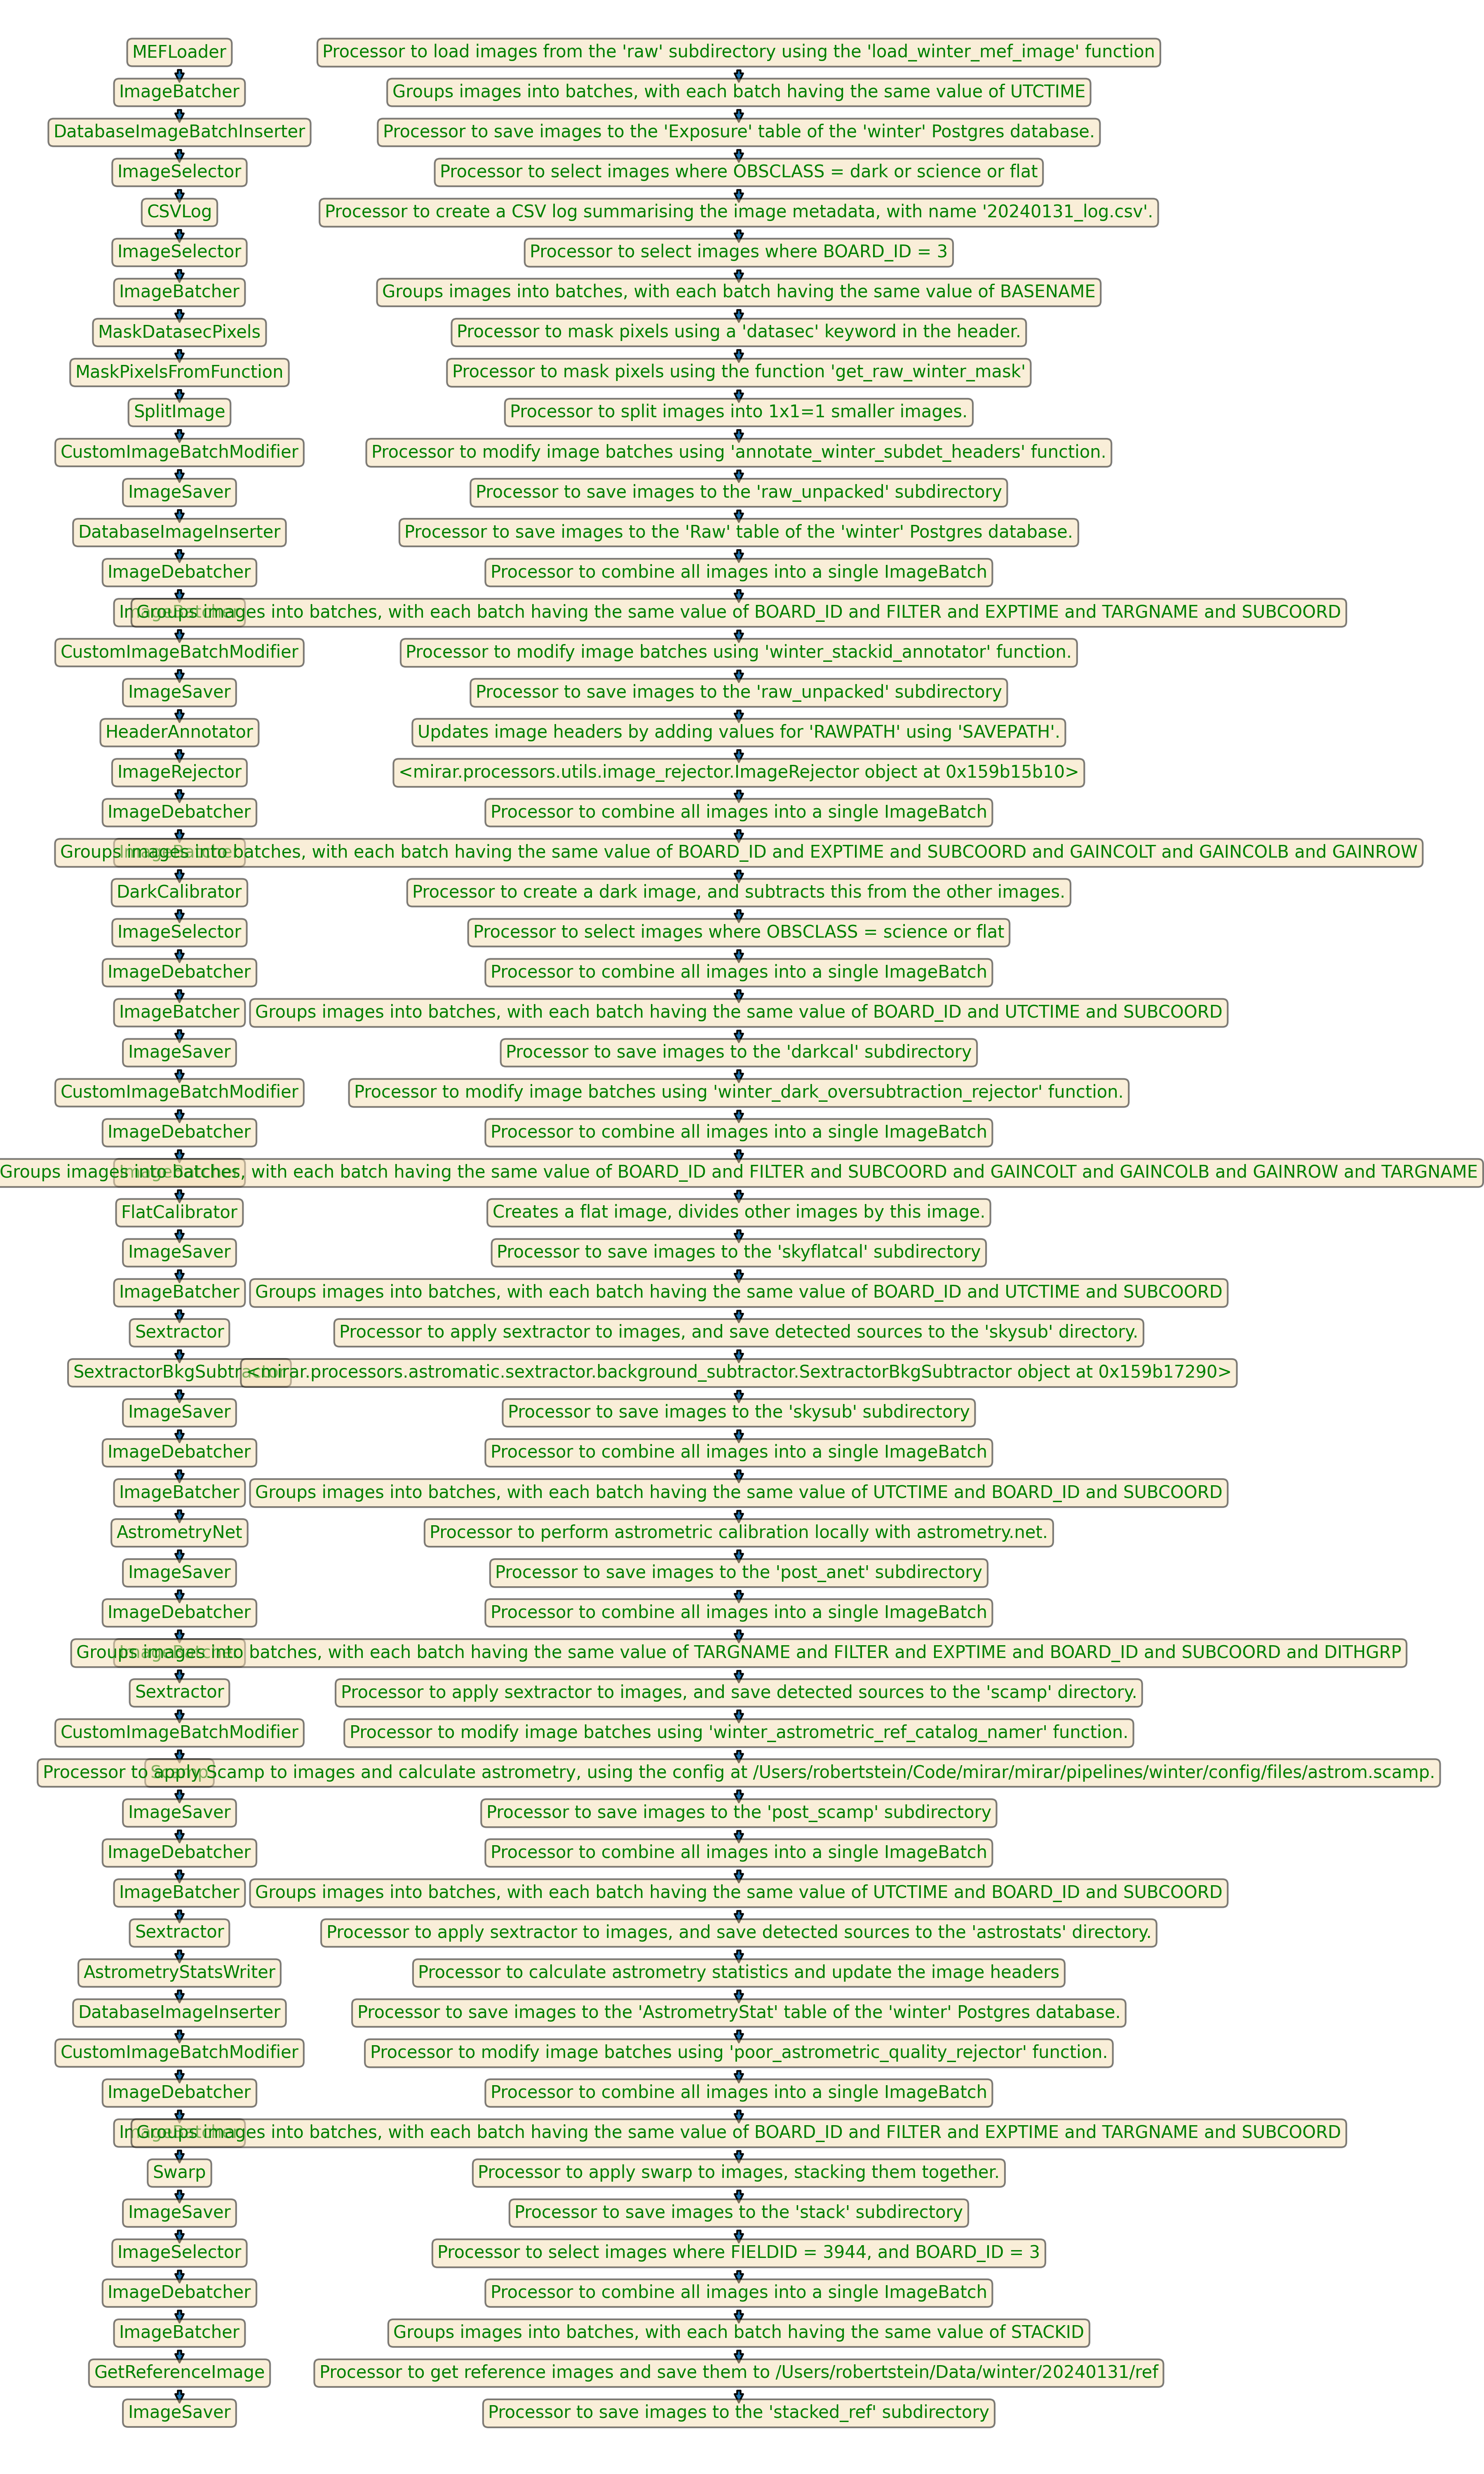 MEFLoader Processor to load images from the 'raw' subdirectory using the 'load_winter_mef_image' function
ImageBatcher Groups images into batches, with each batch having the same value of UTCTIME
DatabaseImageBatchInserter Processor to save images to the 'Exposure' table of the 'winter' Postgres database.
ImageSelector Processor to select images where OBSCLASS = dark or science or flat
CSVLog Processor to create a CSV log summarising the image metadata, with name '20240131_log.csv'.
ImageSelector Processor to select images where BOARD_ID = 3
ImageBatcher Groups images into batches, with each batch having the same value of BASENAME
MaskDatasecPixels Processor to mask pixels using a 'datasec' keyword in the header.
MaskPixelsFromFunction Processor to mask pixels using the function 'get_raw_winter_mask'
SplitImage Processor to split images into 1x1=1 smaller images.
CustomImageBatchModifier Processor to modify image batches using 'annotate_winter_subdet_headers' function.
ImageSaver Processor to save images to the 'raw_unpacked' subdirectory
DatabaseImageInserter Processor to save images to the 'Raw' table of the 'winter' Postgres database.
ImageDebatcher Processor to combine all images into a single ImageBatch
ImageBatcher Groups images into batches, with each batch having the same value of BOARD_ID and FILTER and EXPTIME and TARGNAME and SUBCOORD
CustomImageBatchModifier Processor to modify image batches using 'winter_stackid_annotator' function.
ImageSaver Processor to save images to the 'raw_unpacked' subdirectory
HeaderAnnotator Updates image headers by adding values for 'RAWPATH' using 'SAVEPATH'.
ImageRejector <mirar.processors.utils.image_rejector.ImageRejector object at 0x159b15b10>
ImageDebatcher Processor to combine all images into a single ImageBatch
ImageBatcher Groups images into batches, with each batch having the same value of BOARD_ID and EXPTIME and SUBCOORD and GAINCOLT and GAINCOLB and GAINROW
DarkCalibrator Processor to create a dark image, and subtracts this from the other images.
ImageSelector Processor to select images where OBSCLASS = science or flat
ImageDebatcher Processor to combine all images into a single ImageBatch
ImageBatcher Groups images into batches, with each batch having the same value of BOARD_ID and UTCTIME and SUBCOORD
ImageSaver Processor to save images to the 'darkcal' subdirectory
CustomImageBatchModifier Processor to modify image batches using 'winter_dark_oversubtraction_rejector' function.
ImageDebatcher Processor to combine all images into a single ImageBatch
ImageBatcher Groups images into batches, with each batch having the same value of BOARD_ID and FILTER and SUBCOORD and GAINCOLT and GAINCOLB and GAINROW and TARGNAME
FlatCalibrator Creates a flat image, divides other images by this image.
ImageSaver Processor to save images to the 'skyflatcal' subdirectory
ImageBatcher Groups images into batches, with each batch having the same value of BOARD_ID and UTCTIME and SUBCOORD
Sextractor Processor to apply sextractor to images, and save detected sources to the 'skysub' directory.
SextractorBkgSubtractor <mirar.processors.astromatic.sextractor.background_subtractor.SextractorBkgSubtractor object at 0x159b17290>
ImageSaver Processor to save images to the 'skysub' subdirectory
ImageDebatcher Processor to combine all images into a single ImageBatch
ImageBatcher Groups images into batches, with each batch having the same value of UTCTIME and BOARD_ID and SUBCOORD
AstrometryNet Processor to perform astrometric calibration locally with astrometry.net.
ImageSaver Processor to save images to the 'post_anet' subdirectory
ImageDebatcher Processor to combine all images into a single ImageBatch
ImageBatcher Groups images into batches, with each batch having the same value of TARGNAME and FILTER and EXPTIME and BOARD_ID and SUBCOORD and DITHGRP
Sextractor Processor to apply sextractor to images, and save detected sources to the 'scamp' directory.
CustomImageBatchModifier Processor to modify image batches using 'winter_astrometric_ref_catalog_namer' function.
Scamp Processor to apply Scamp to images and calculate astrometry, using the config at /Users/robertstein/Code/mirar/mirar/pipelines/winter/config/files/astrom.scamp.
ImageSaver Processor to save images to the 'post_scamp' subdirectory
ImageDebatcher Processor to combine all images into a single ImageBatch
ImageBatcher Groups images into batches, with each batch having the same value of UTCTIME and BOARD_ID and SUBCOORD
Sextractor Processor to apply sextractor to images, and save detected sources to the 'astrostats' directory.
AstrometryStatsWriter Processor to calculate astrometry statistics and update the image headers
DatabaseImageInserter Processor to save images to the 'AstrometryStat' table of the 'winter' Postgres database.
CustomImageBatchModifier Processor to modify image batches using 'poor_astrometric_quality_rejector' function.
ImageDebatcher Processor to combine all images into a single ImageBatch
ImageBatcher Groups images into batches, with each batch having the same value of BOARD_ID and FILTER and EXPTIME and TARGNAME and SUBCOORD
Swarp Processor to apply swarp to images, stacking them together.
ImageSaver Processor to save images to the 'stack' subdirectory
ImageSelector Processor to select images where FIELDID = 3944, and BOARD_ID = 3
ImageDebatcher Processor to combine all images into a single ImageBatch
ImageBatcher Groups images into batches, with each batch having the same value of STACKID
GetReferenceImage Processor to get reference images and save them to /Users/robertstein/Data/winter/20240131/ref
ImageSaver Processor to save images to the 'stacked_ref' subdirectory